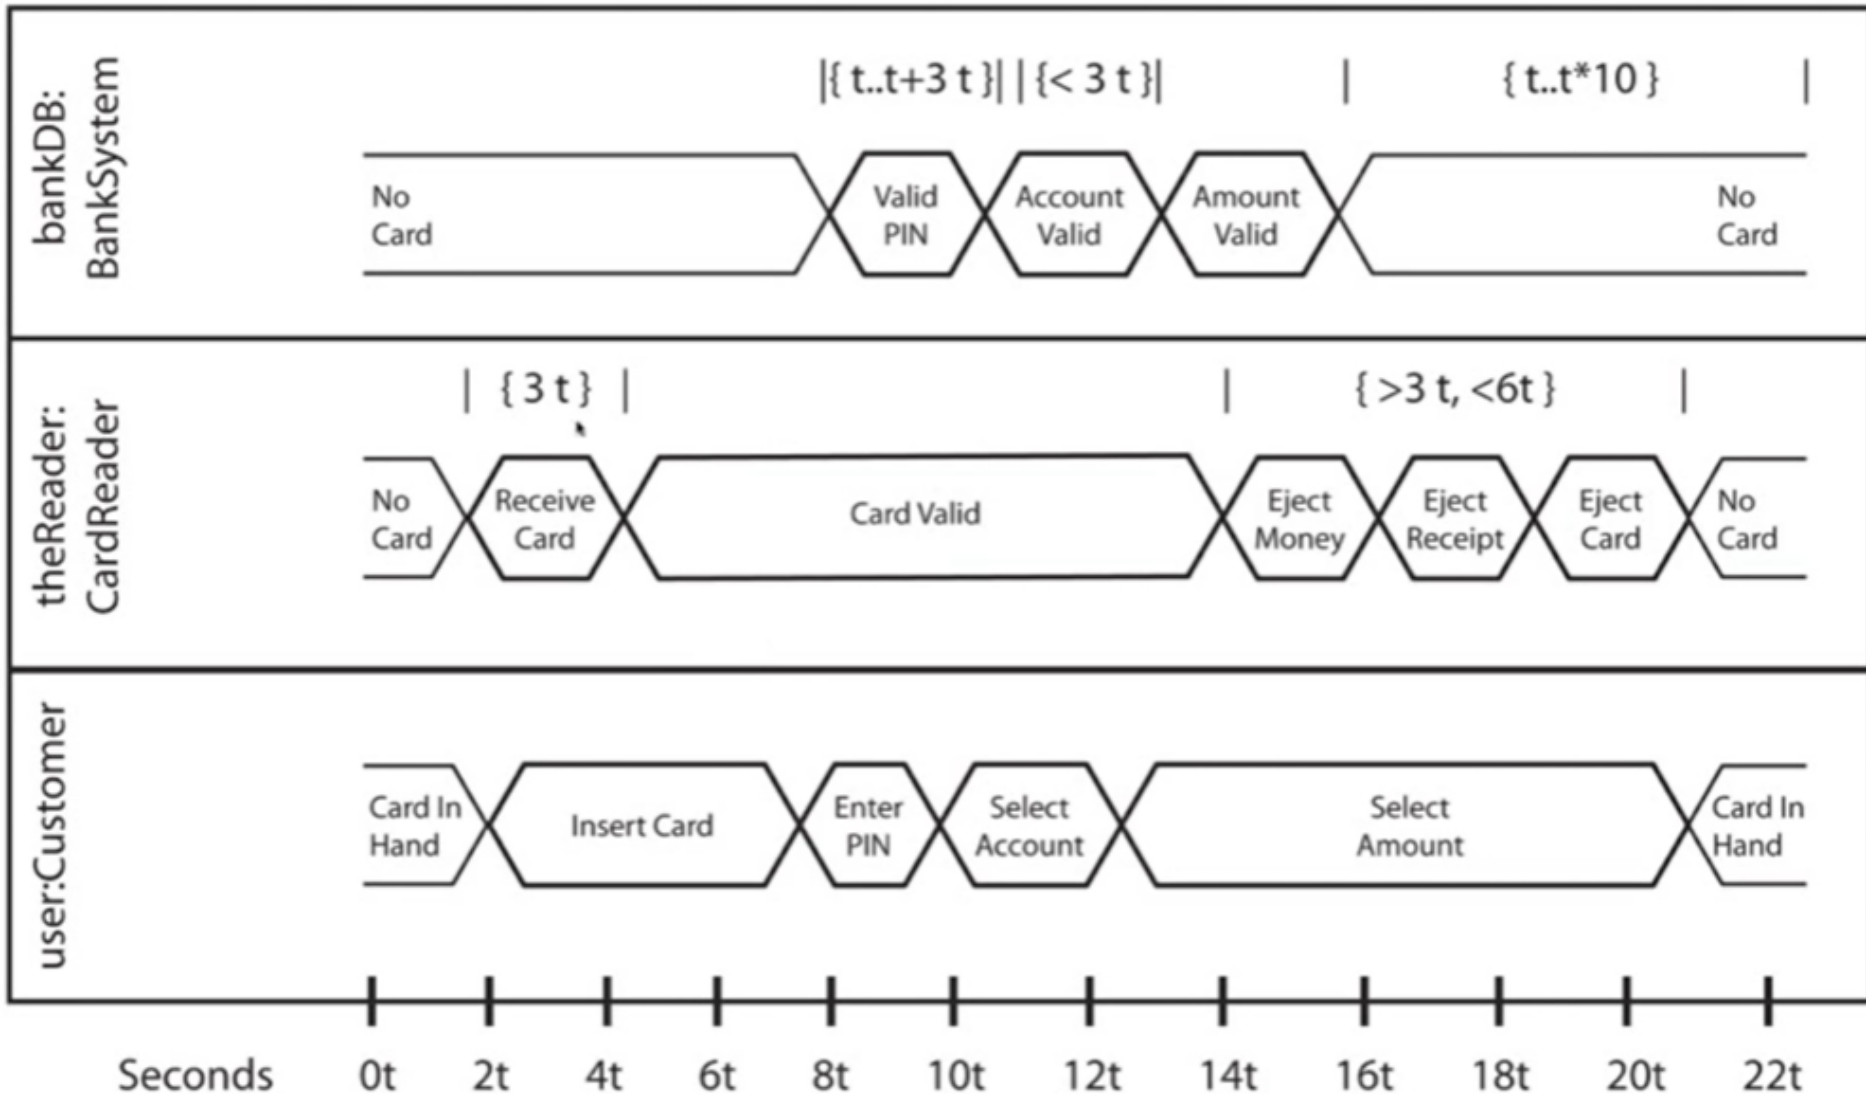 bankDB:
BankSystem
|{ t..t+3 t }| | {< 3 t }| | { t..t*10 } |
No
Card
Valid
PIN
Account
Valid
Amount
Valid
No
Card
theReader:
CardReader
| { 3 t } | | { >3 t, <6t } |
No
Card
Receive
Card
Card Valid
Eject
Money
Eject
Receipt
Eject
Card
No
Card
user:Customer
Card In
Hand
Insert Card
Enter
PIN
Select
Account
Select
Amount
Card In
Hand
Seconds 0t 2t 4t 6t 8t 10t 12t 14t 16t 18t 20t 22t